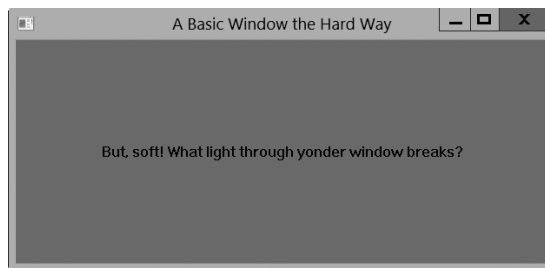 A Basic Window the Hard Way
But, soft! What light through yonder window breaks?